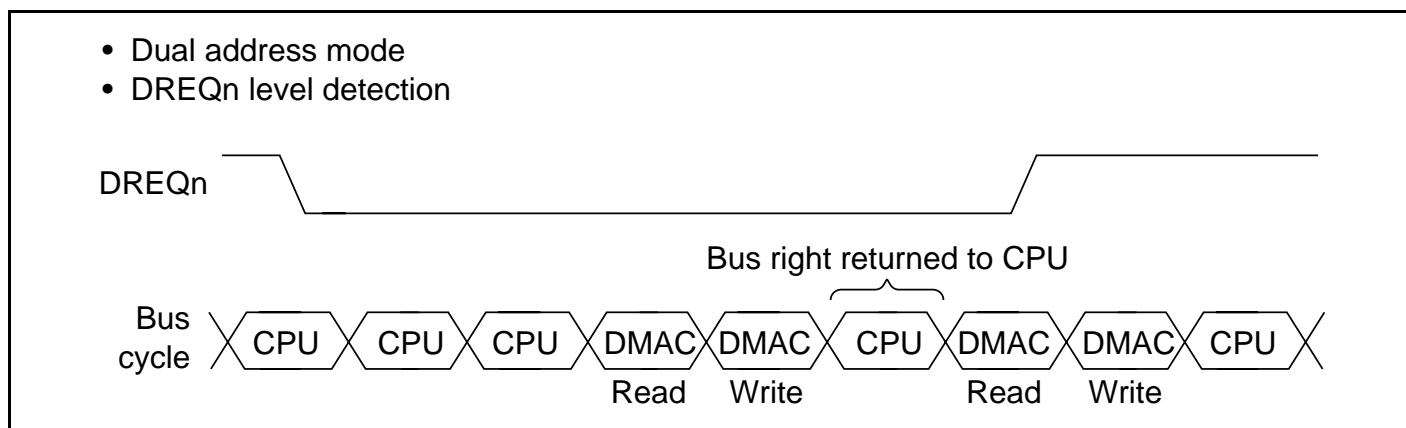 • Dual address mode
• DREQn level detection
DREQn
Bus right returned to CPU
Bus cycle
CPU CPU CPU DMAC DMAC CPU DMAC DMAC CPU
Read Write Read Write